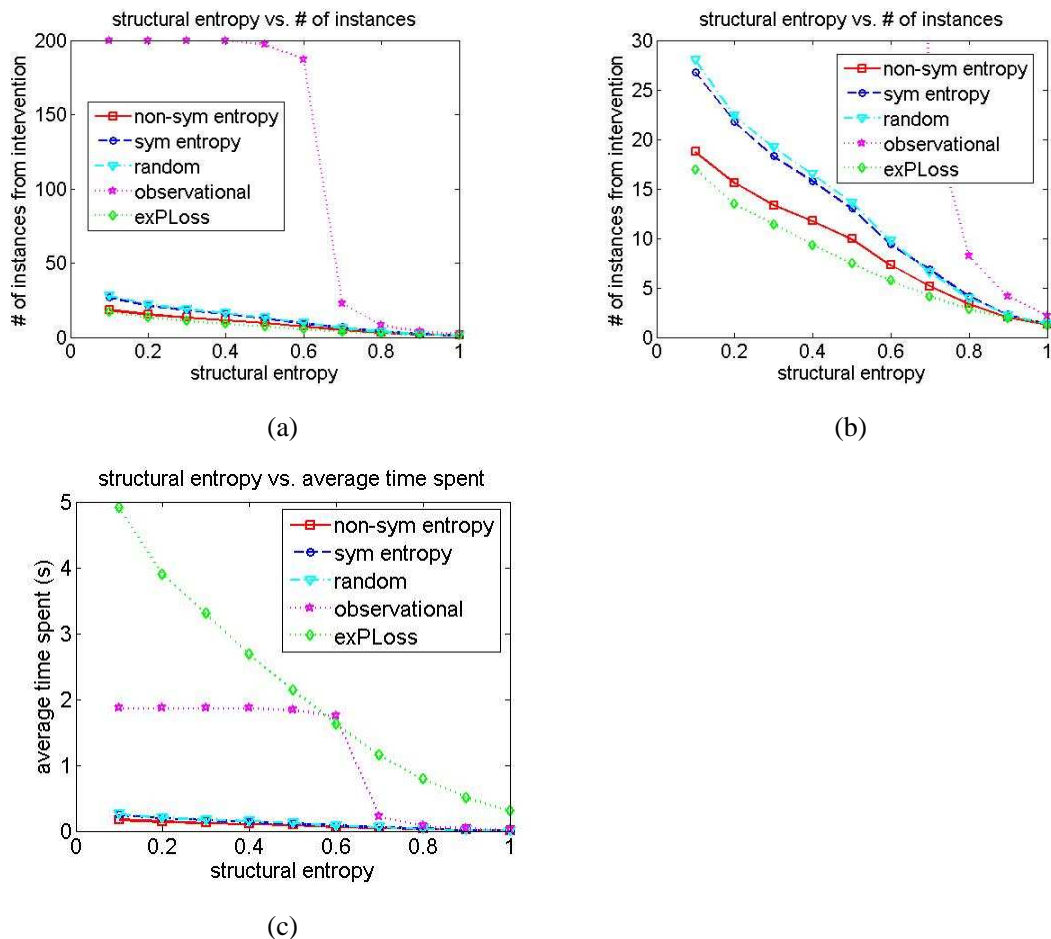 structural entropy vs. # of instances
# of instances from intervention
200
150
100
50
0
non-sym entropy
sym entropy
random
observational
exPLoss
0 0.2 0.4 0.6 0.8 1
structural entropy
(a)
structural entropy vs. # of instances
# of instances from intervention
30
25
20
15
10
5
0
non-sym entropy
sym entropy
random
observational
exPLoss
0 0.2 0.4 0.6 0.8 1
structural entropy
(b)
structural entropy vs. average time spent
average time spent (s)
5
4
3
2
1
0
non-sym entropy
sym entropy
random
observational
exPLoss
0 0.2 0.4 0.6 0.8 1
structural entropy
(c)